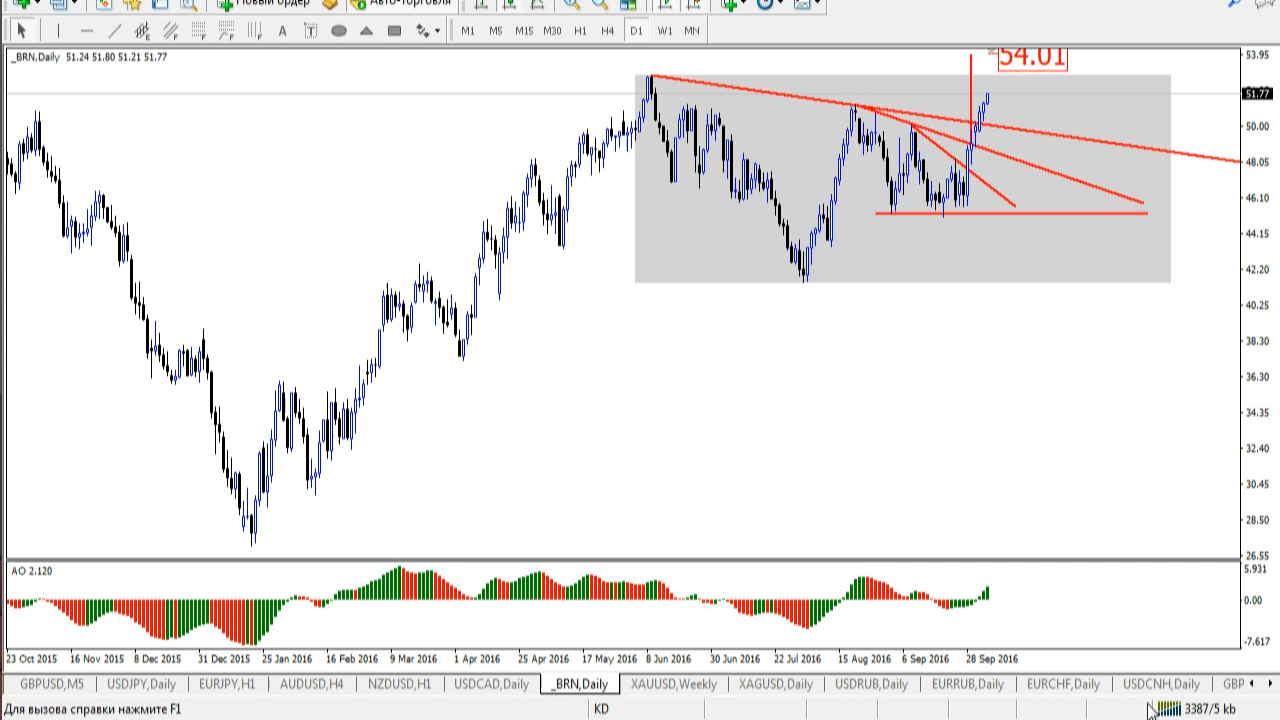 Новый ордер Авто-торговля
A T M1 M5 M15 M30 H1 H4 D1 W1 MN
_BRN,Daily 51.24 51.80 51.21 51.77
54.01
53.95
51.77
50.00
48.05
46.10
44.15
42.20
40.25
38.30
36.30
34.35
32.40
30.45
28.50
26.55
AO 2.120
5.931
0.00
-7.617
23 Oct 2015 16 Nov 2015 8 Dec 2015 31 Dec 2015 25 Jan 2016 16 Feb 2016 9 Mar 2016 1 Apr 2016 25 Apr 2016 17 May 2016 8 Jun 2016 30 Jun 2016 22 Jul 2016 15 Aug 2016 6 Sep 2016 28 Sep 2016
GBPUSD,M5 USDJPY,Daily EURJPY,H1 AUDUSD,H4 NZDUSD,H1 USDCAD,Daily _BRN,Daily XAUUSD,Weekly XAGUSD,Daily USDRUB,Daily EURRUB,Daily EURCHF,Daily USDCNH,Daily GBP
Для вызова справки нажмите F1 KD 3387/5 kb